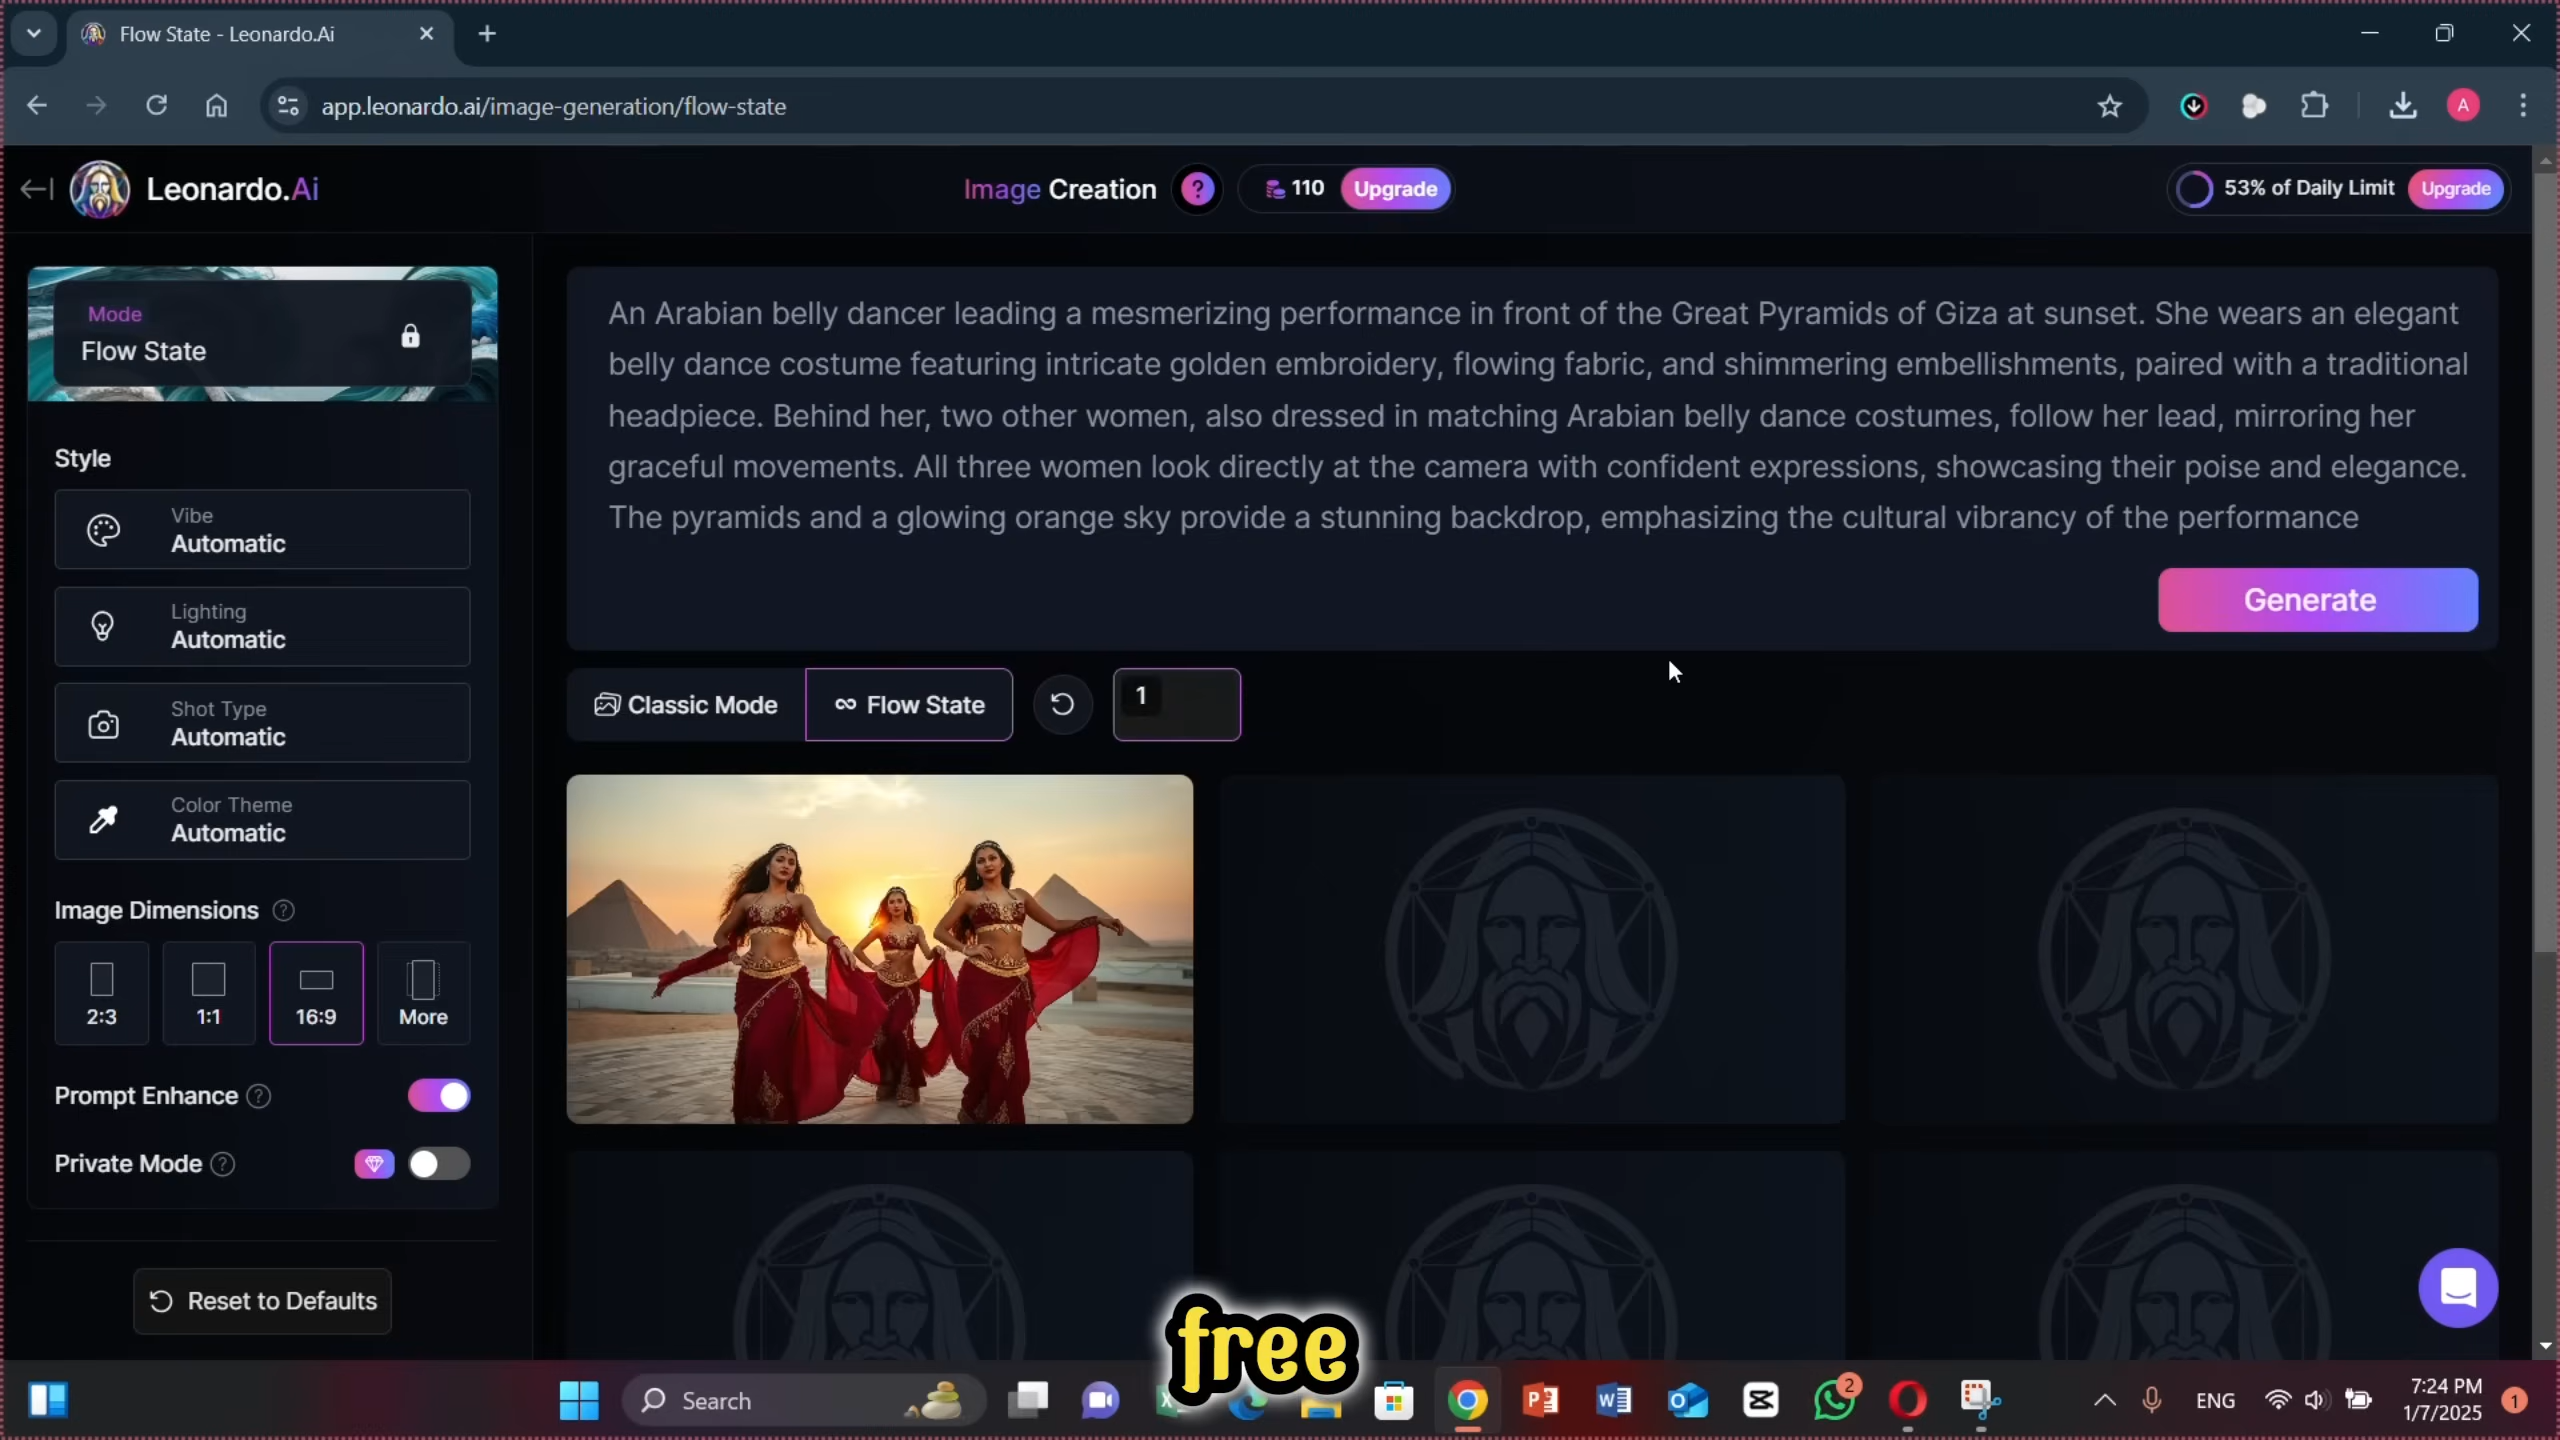 Flow State - Leonardo.Ai
app.leonardo.ai/image-generation/flow-state
A
Leonardo.Ai
Image Creation
?
110
Upgrade
53% of Daily Limit
Upgrade
Mode
Flow State
Style
Vibe
Automatic
Lighting
Automatic
Shot Type
Automatic
Color Theme
Automatic
Image Dimensions ?
2:3
1:1
16:9
More
Prompt Enhance ?
Private Mode ?
Reset to Defaults
An Arabian belly dancer leading a mesmerizing performance in front of the Great Pyramids of Giza at sunset. She wears an elegant
belly dance costume featuring intricate golden embroidery, flowing fabric, and shimmering embellishments, paired with a traditional
headpiece. Behind her, two other women, also dressed in matching Arabian belly dance costumes, follow her lead, mirroring her
graceful movements. All three women look directly at the camera with confident expressions, showcasing their poise and elegance.
The pyramids and a glowing orange sky provide a stunning backdrop, emphasizing the cultural vibrancy of the performance
Generate
Classic Mode
Flow State
1
free
Search
2
ENG
7:24 PM
1/7/2025
1